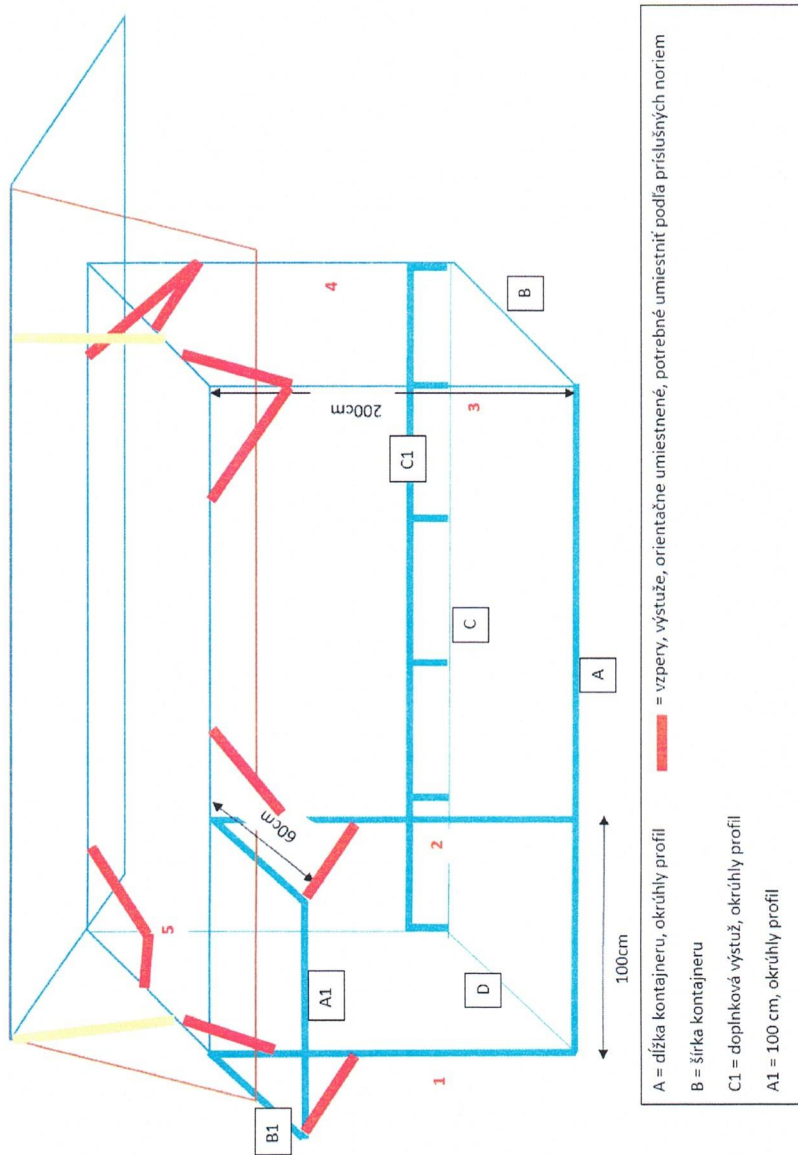 4
B
200cm
3
C1
5
60cm
2
C
A
A1
D
B1
1
100cm
A = dĺžka kontajneru, okrúhly profil
= vzpery, výstuže, orientačne umiestnené, potrebné umiestniť podľa príslušných noriem
B = šírka kontajneru
C1 = doplnková výstuž, okrúhly profil
A1 = 100 cm, okrúhly profil